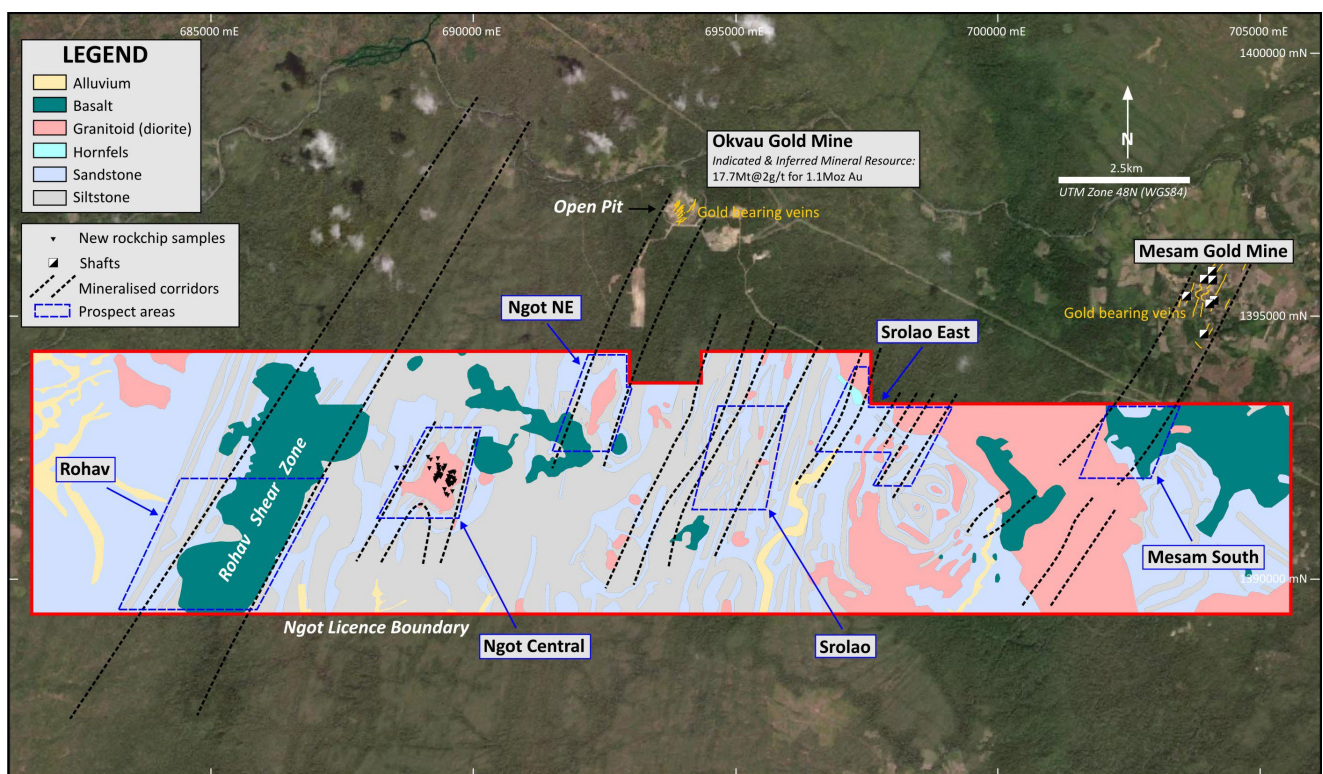 685000 mE
690000 mE
695000 mE
700000 mE
705000 mE
1400000 mN
LEGEND
Alluvium
Basalt
Granitoid (diorite)
Hornfels
Sandstone
Siltstone
New rockchip samples
Shafts
Mineralised corridors
Prospect areas
Okvau Gold Mine
Indicated & Inferred Mineral Resource:
17.7Mt@2g/t for 1.1Moz Au
N
2.5km
UTM Zone 48N (WGS84)
Open Pit
Gold bearing veins
Mesam Gold Mine
Gold bearing veins
1395000 mN
Ngot NE
Srolao East
Rohav
Rohav Shear Zone
Mesam South
1390000 mN
Ngot Licence Boundary
Ngot Central
Srolao